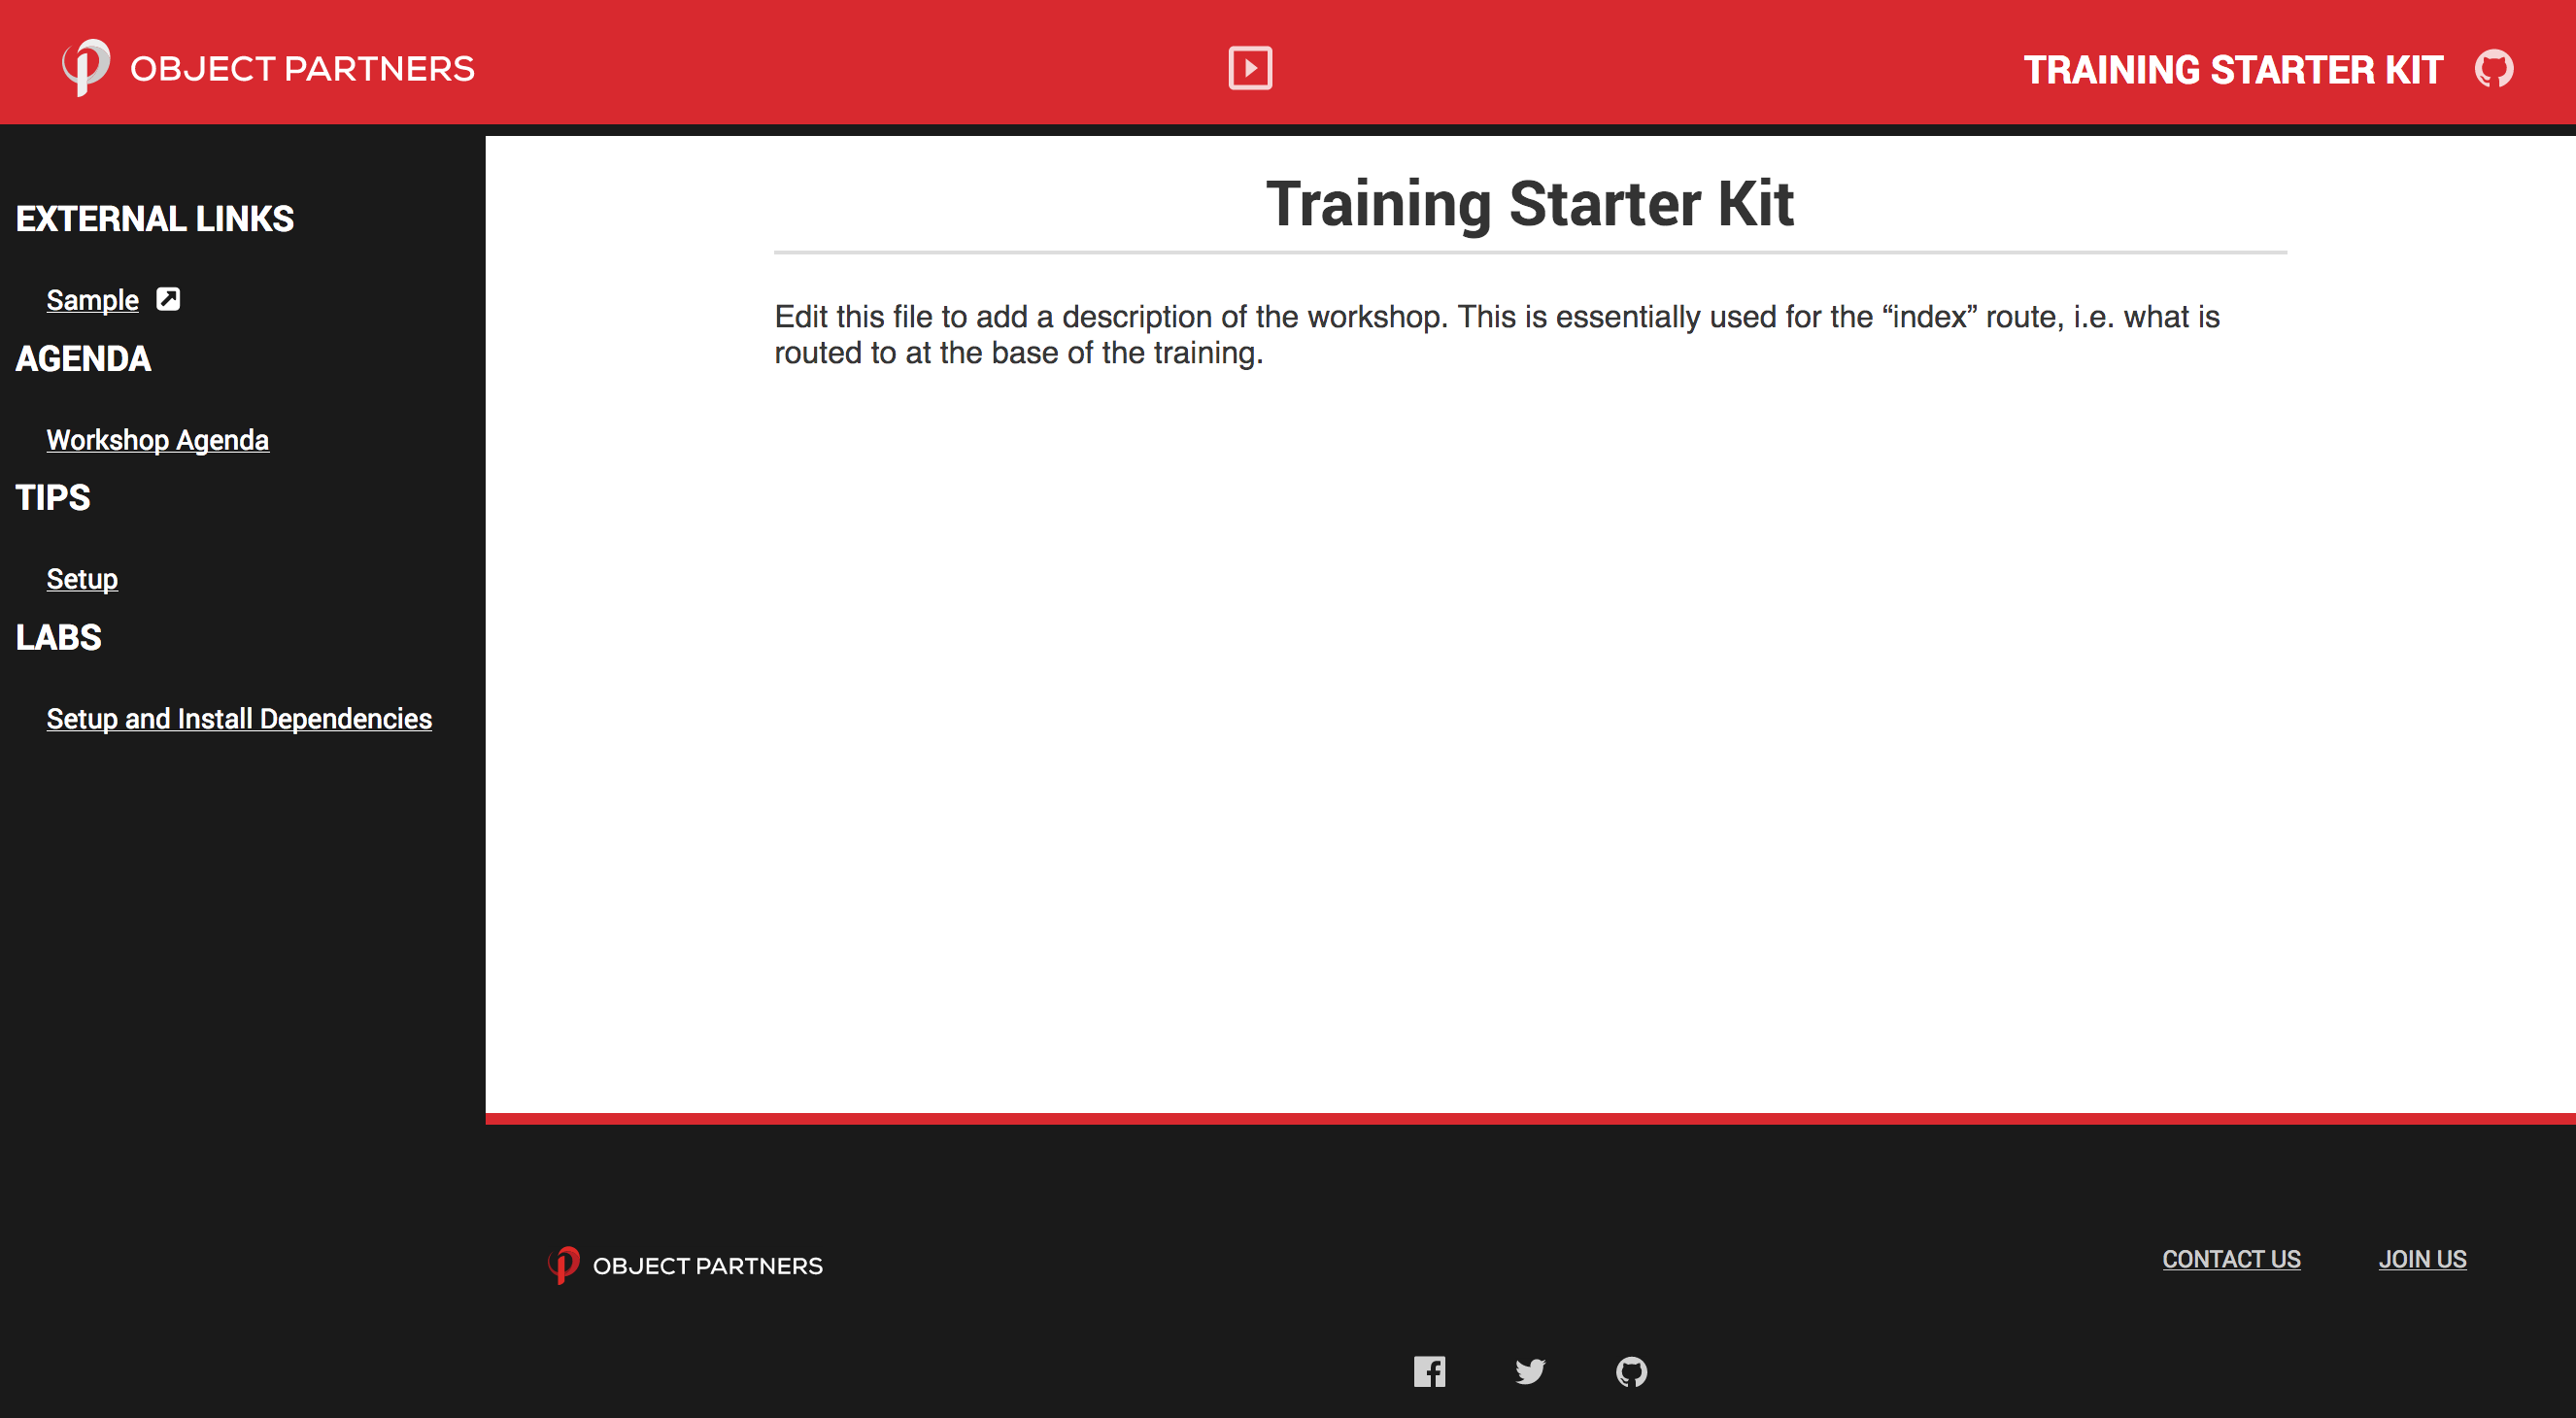 OBJECT PARTNERS
TRAINING STARTER KIT
EXTERNAL LINKS
Sample
AGENDA
Workshop Agenda
TIPS
Setup
LABS
Setup and Install Dependencies
Training Starter Kit
Edit this file to add a description of the workshop. This is essentially used for the “index” route, i.e. what is
routed to at the base of the training.
OBJECT PARTNERS
CONTACT US
JOIN US